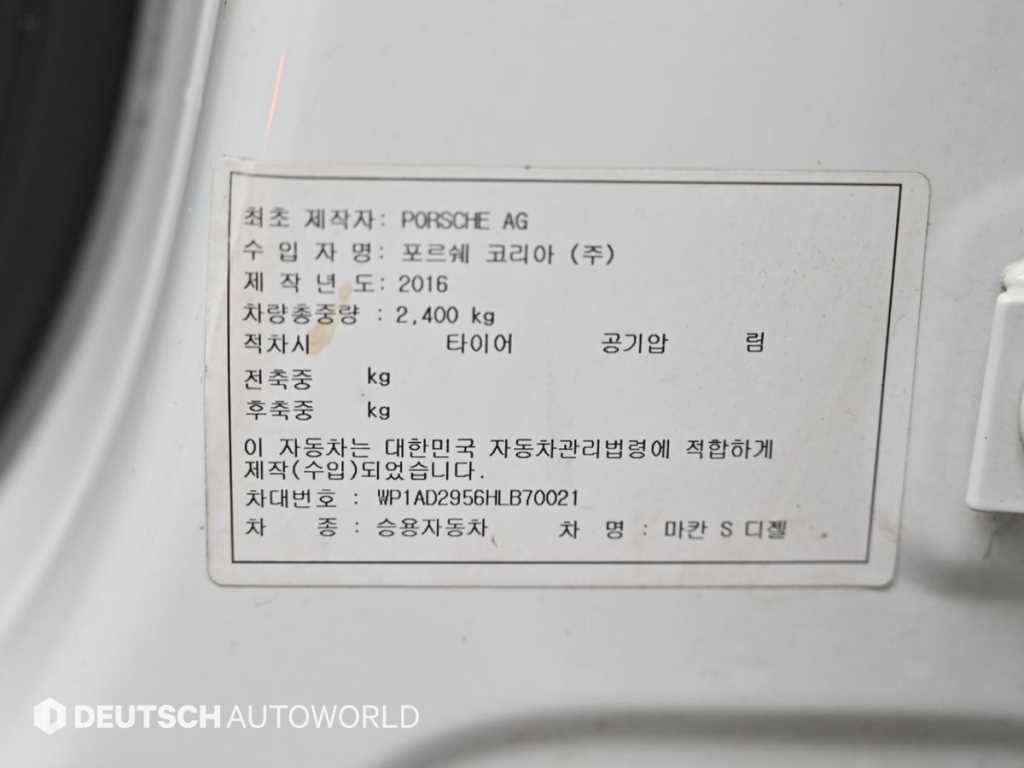 최초 제작자: PORSCHE AG
수 입 자 명: 포르쉐 코리아 (주)
제 작 년 도: 2016
차량총중량 : 2,400 kg
적차시 타이어 공기압 림
전축중 kg
후축중 kg
이 자동차는 대한민국 자동차관리법령에 적합하게
제작(수입)되었습니다.
차대번호 : WP1AD2956HLB70021
차 종 : 승용자동차 차 명 : 마칸 S 디젤
DEUTSCH AUTOWORLD